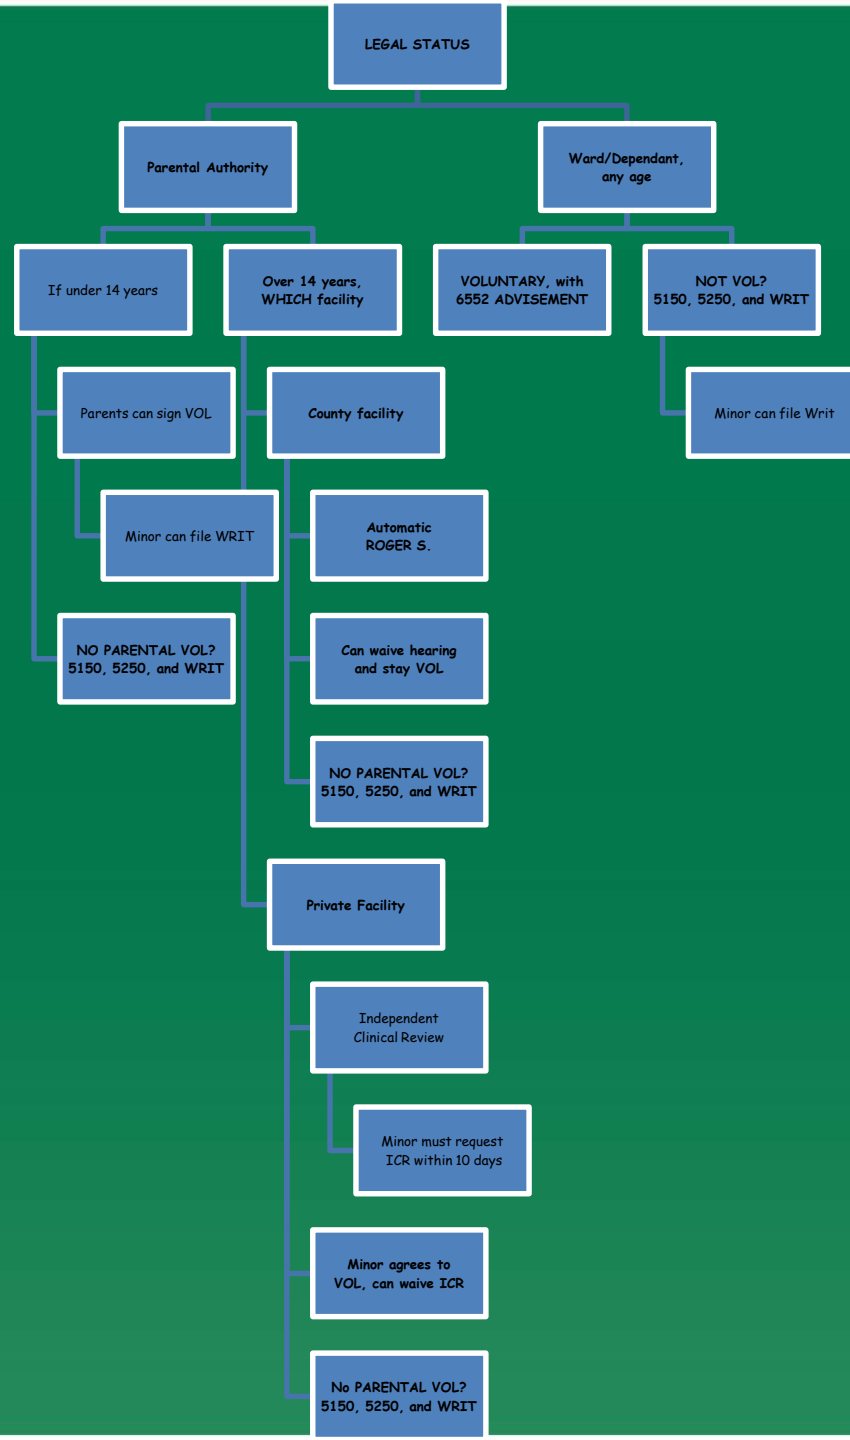 LEGAL STATUS
Parental Authority
Ward/Dependant,
any age
If under 14 years
Over 14 years,
WHICH facility
VOLUNTARY, with
6552 ADVISEMENT
NOT VOL?
5150, 5250, and WRIT
Parents can sign VOL
County facility
Minor can file Writ
Minor can file WRIT
Automatic
ROGER S.
NO PARENTAL VOL?
5150, 5250, and WRIT
Can waive hearing
and stay VOL
NO PARENTAL VOL?
5150, 5250, and WRIT
Private Facility
Independent
Clinical Review
Minor must request
ICR within 10 days
Minor agrees to
VOL, can waive ICR
No PARENTAL VOL?
5150, 5250, and WRIT